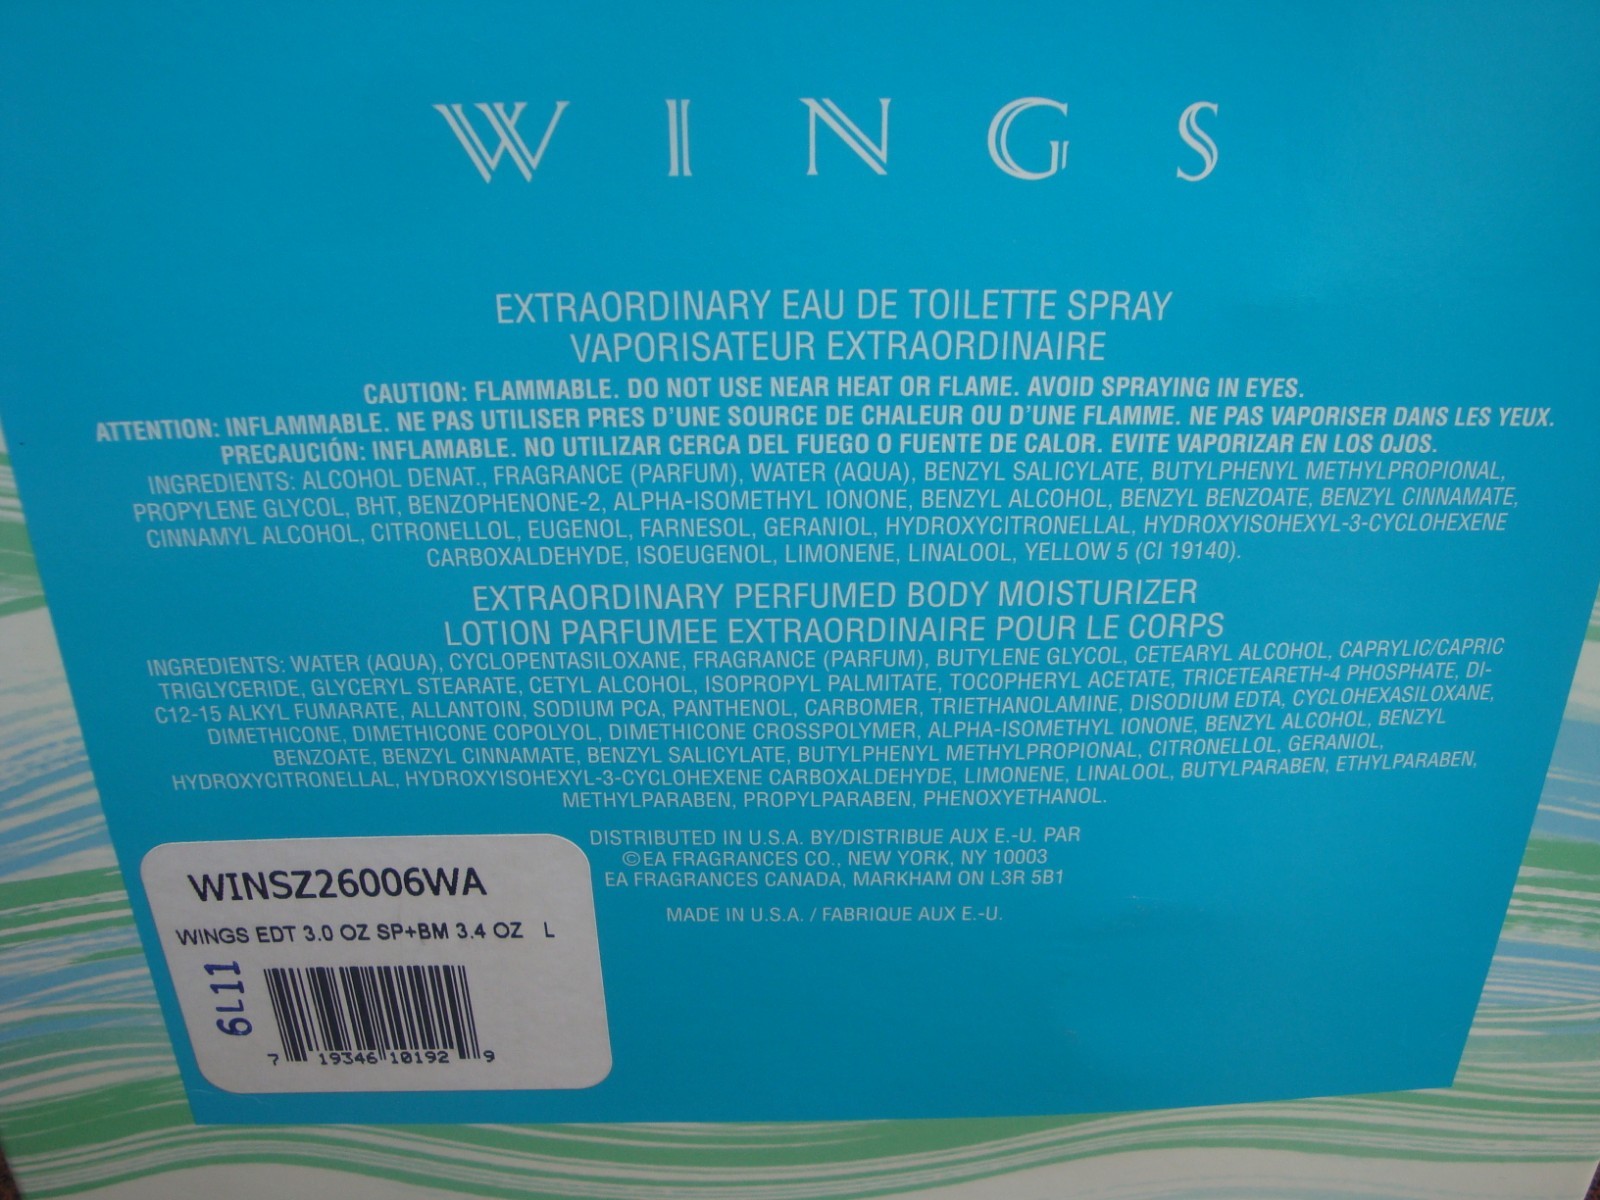 WINGS
EXTRAORDINARY EAU DE TOILETTE SPRAY
VAPORISATEUR EXTRAORDINAIRE
CAUTION: FLAMMABLE. DO NOT USE NEAR HEAT OR FLAME. AVOID SPRAYING IN EYES.
ATTENTION: INFLAMMABLE. NE PAS UTILISER PRES D'UNE SOURCE DE CHALEUR OU D'UNE FLAMME. NE PAS VAPORISER DANS LES YEUX.
PRECAUCIÓN: INFLAMABLE. NO UTILIZAR CERCA DEL FUEGO O FUENTE DE CALOR. EVITE VAPORIZAR EN LOS OJOS.
INGREDIENTS: ALCOHOL DENAT., FRAGRANCE (PARFUM), WATER (AQUA), BENZYL SALICYLATE, BUTYLPHENYL METHYLPROPIONAL,
PROPYLENE GLYCOL, BHT, BENZOPHENONE-2, ALPHA-ISOMETHYL IONONE, BENZYL ALCOHOL, BENZYL BENZOATE, BENZYL CINNAMATE,
CINNAMYL ALCOHOL, CITRONELLOL, EUGENOL, FARNESOL, GERANIOL, HYDROXYCITRONELLAL, HYDROXYISOHEXYL-3-CYCLOHEXENE
CARBOXALDEHYDE, ISOEUGENOL, LIMONENE, LINALOOL, YELLOW 5 (CI 19140).
EXTRAORDINARY PERFUMED BODY MOISTURIZER
LOTION PARFUMEE EXTRAORDINAIRE POUR LE CORPS
INGREDIENTS: WATER (AQUA), CYCLOPENTASILOXANE, FRAGRANCE (PARFUM), BUTYLENE GLYCOL, CETEARYL ALCOHOL, CAPRYLIC/CAPRIC
TRIGLYCERIDE, GLYCERYL STEARATE, CETYL ALCOHOL, ISOPROPYL PALMITATE, TOCOPHERYL ACETATE, TRICETEARETH-4 PHOSPHATE, DI-
C12-15 ALKYL FUMARATE, ALLANTOIN, SODIUM PCA, PANTHENOL, CARBOMER, TRIETHANOLAMINE, DISODIUM EDTA, CYCLOHEXASILOXANE,
DIMETHICONE, DIMETHICONE COPOLYOL, DIMETHICONE CROSSPOLYMER, ALPHA-ISOMETHYL IONONE, BENZYL ALCOHOL, BENZYL
BENZOATE, BENZYL CINNAMATE, BENZYL SALICYLATE, BUTYLPHENYL METHYLPROPIONAL, CITRONELLOL, GERANIOL,
HYDROXYCITRONELLAL, HYDROXYISOHEXYL-3-CYCLOHEXENE CARBOXALDEHYDE, LIMONENE, LINALOOL, BUTYLPARABEN, ETHYLPARABEN,
METHYLPARABEN, PROPYLPARABEN, PHENOXYETHANOL.
DISTRIBUTED IN U.S.A. BY/DISTRIBUE AUX E.-U. PAR
©EA FRAGRANCES CO., NEW YORK, NY 10003
EA FRAGRANCES CANADA, MARKHAM ON L3R 5B1
MADE IN U.S.A. / FABRIQUE AUX E.-U.
WINSZ26006WA
WINGS EDT 3.0 OZ SP+BM 3.4 OZ L
6L11
7 19346 10192 9